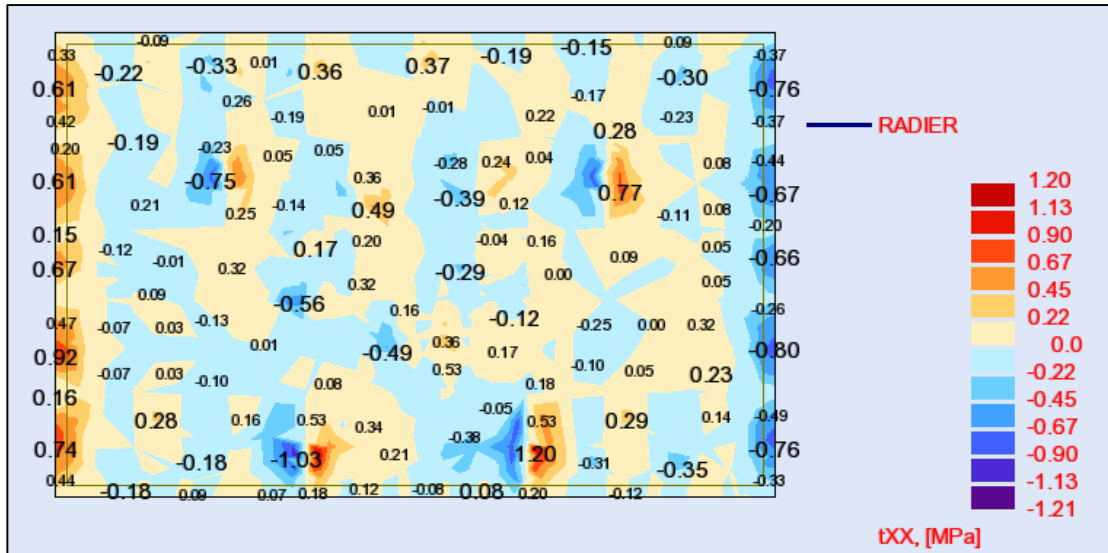 -0.09 -0.19 -0.15 0.09
0.33 -0.22 -0.33 0.01 0.36 0.37 -0.30 -0.37
0.61 0.26 -0.19 0.01 -0.01 0.22 -0.17 -0.23 -0.76
0.42 -0.19 0.28 -0.37 RADIER
0.20 -0.23 0.05 0.05 -0.28 0.24 0.04 0.08 -0.44
0.61 -0.75 0.36 -0.39 0.77 -0.67
0.21 0.25 -0.14 0.49 0.12 -0.11 0.08 -0.20
0.15 -0.12 0.17 0.20 -0.04 0.16 0.05
0.67 -0.01 0.32 -0.29 0.00 0.09 -0.66
0.09 -0.56 0.32 0.16 0.05 -0.26
0.47 -0.07 0.03 -0.13 -0.12 -0.25 0.00 0.32
0.92 0.01 -0.49 0.36 0.17 -0.80
-0.07 0.03 -0.10 0.08 0.53 0.18 -0.10 0.05 0.23
0.16 -0.05
0.28 0.16 0.53 0.34 0.53 0.29 0.14 -0.49
0.74 -0.18 -1.03 0.21 -0.38 1.20 -0.31 -0.35 -0.76
0.44 -0.18 0.09 0.07 0.18 0.12 -0.08 0.08 0.20 -0.12 -0.33
1.20
1.13
0.90
0.67
0.45
0.22
0.0
-0.22
-0.45
-0.67
-0.90
-1.13
-1.21
tXX, [MPa]